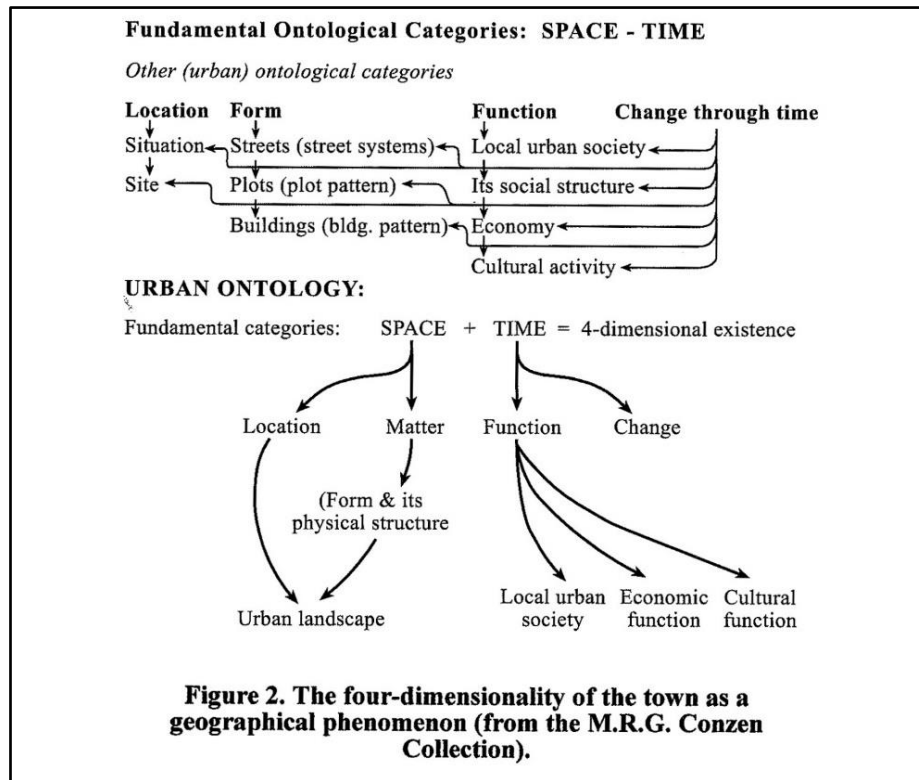 Fundamental Ontological Categories: SPACE - TIME
Other (urban) ontological categories
Location Form Function Change through time
Situation Streets (street systems) Local urban society
Site Plots (plot pattern) Its social structure
Buildings (bldg. pattern) Economy
Cultural activity
URBAN ONTOLOGY:
Fundamental categories: SPACE + TIME = 4-dimensional existence
Location Matter Function Change
(Form & its
physical structure
Urban landscape
Local urban society
Economic function
Cultural function
Figure 2. The four-dimensionality of the town as a
geographical phenomenon (from the M.R.G. Conzen
Collection).